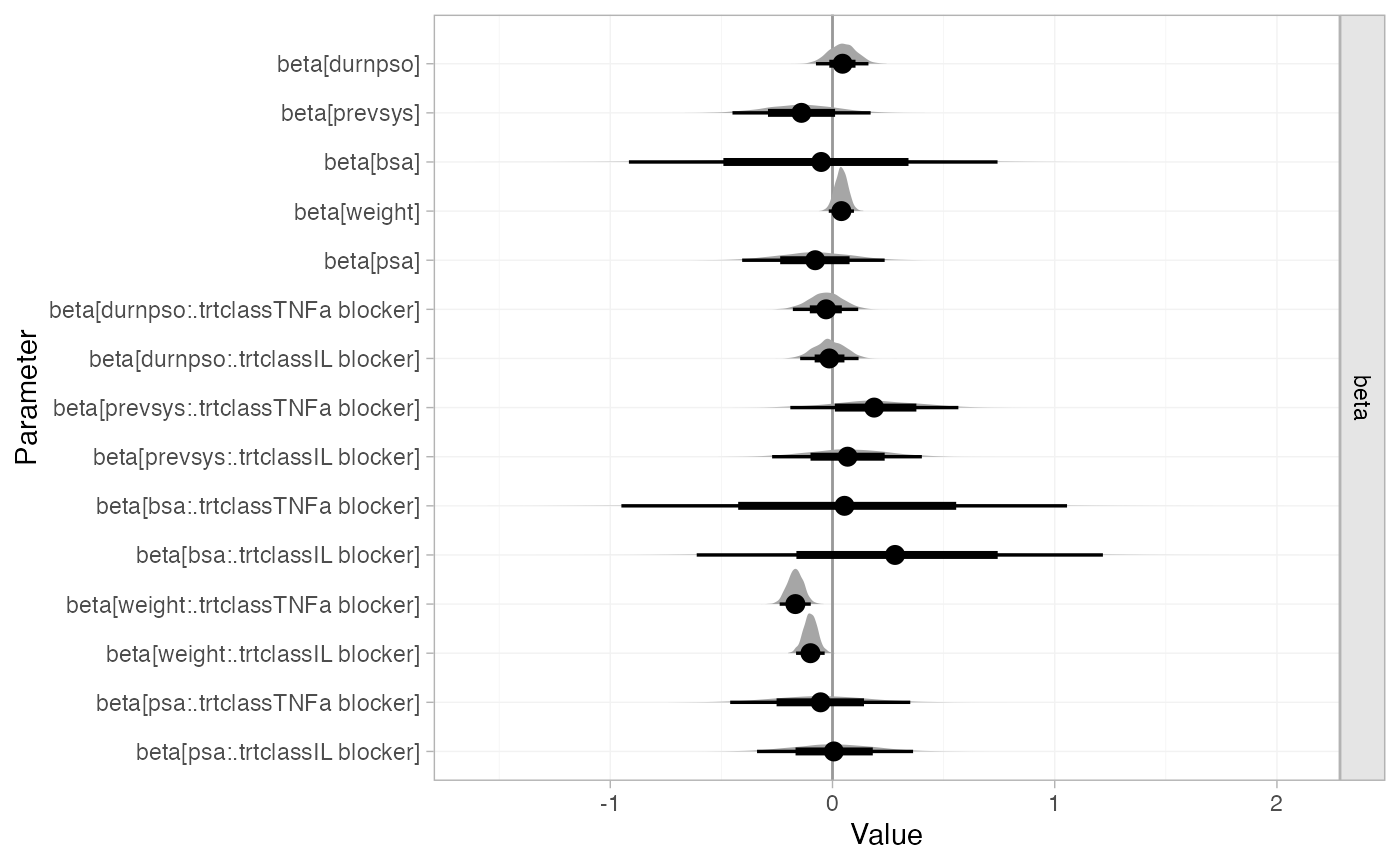 beta[durnpso]
beta[prevsys]
beta[bsa]
beta[weight]
beta[psa]
beta[durnpso:.trtclassTNFa blocker]
beta[durnpso:.trtclassIL blocker]
beta[prevsys:.trtclassTNFa blocker]
beta[prevsys:.trtclassIL blocker]
beta[bsa:.trtclassTNFa blocker]
beta[bsa:.trtclassIL blocker]
beta[weight:.trtclassTNFa blocker]
beta[weight:.trtclassIL blocker]
beta[psa:.trtclassTNFa blocker]
beta[psa:.trtclassIL blocker]
Parameter
beta
-1 0 1 2
Value